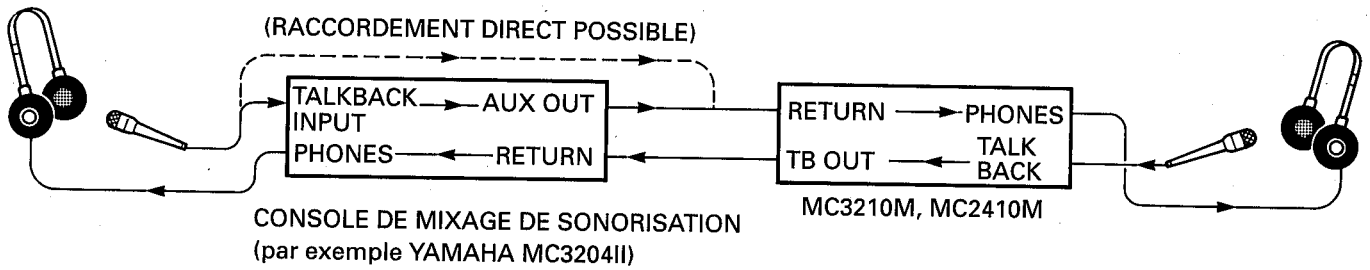 (RACCORDEMENT DIRECT POSSIBLE)
TALKBACK INPUT
AUX OUT
PHONES
RETURN
RETURN
PHONES
TB OUT
TALK BACK
CONSOLE DE MIXAGE DE SONORISATION
(par exemple YAMAHA MC3204II)
MC3210M, MC2410M